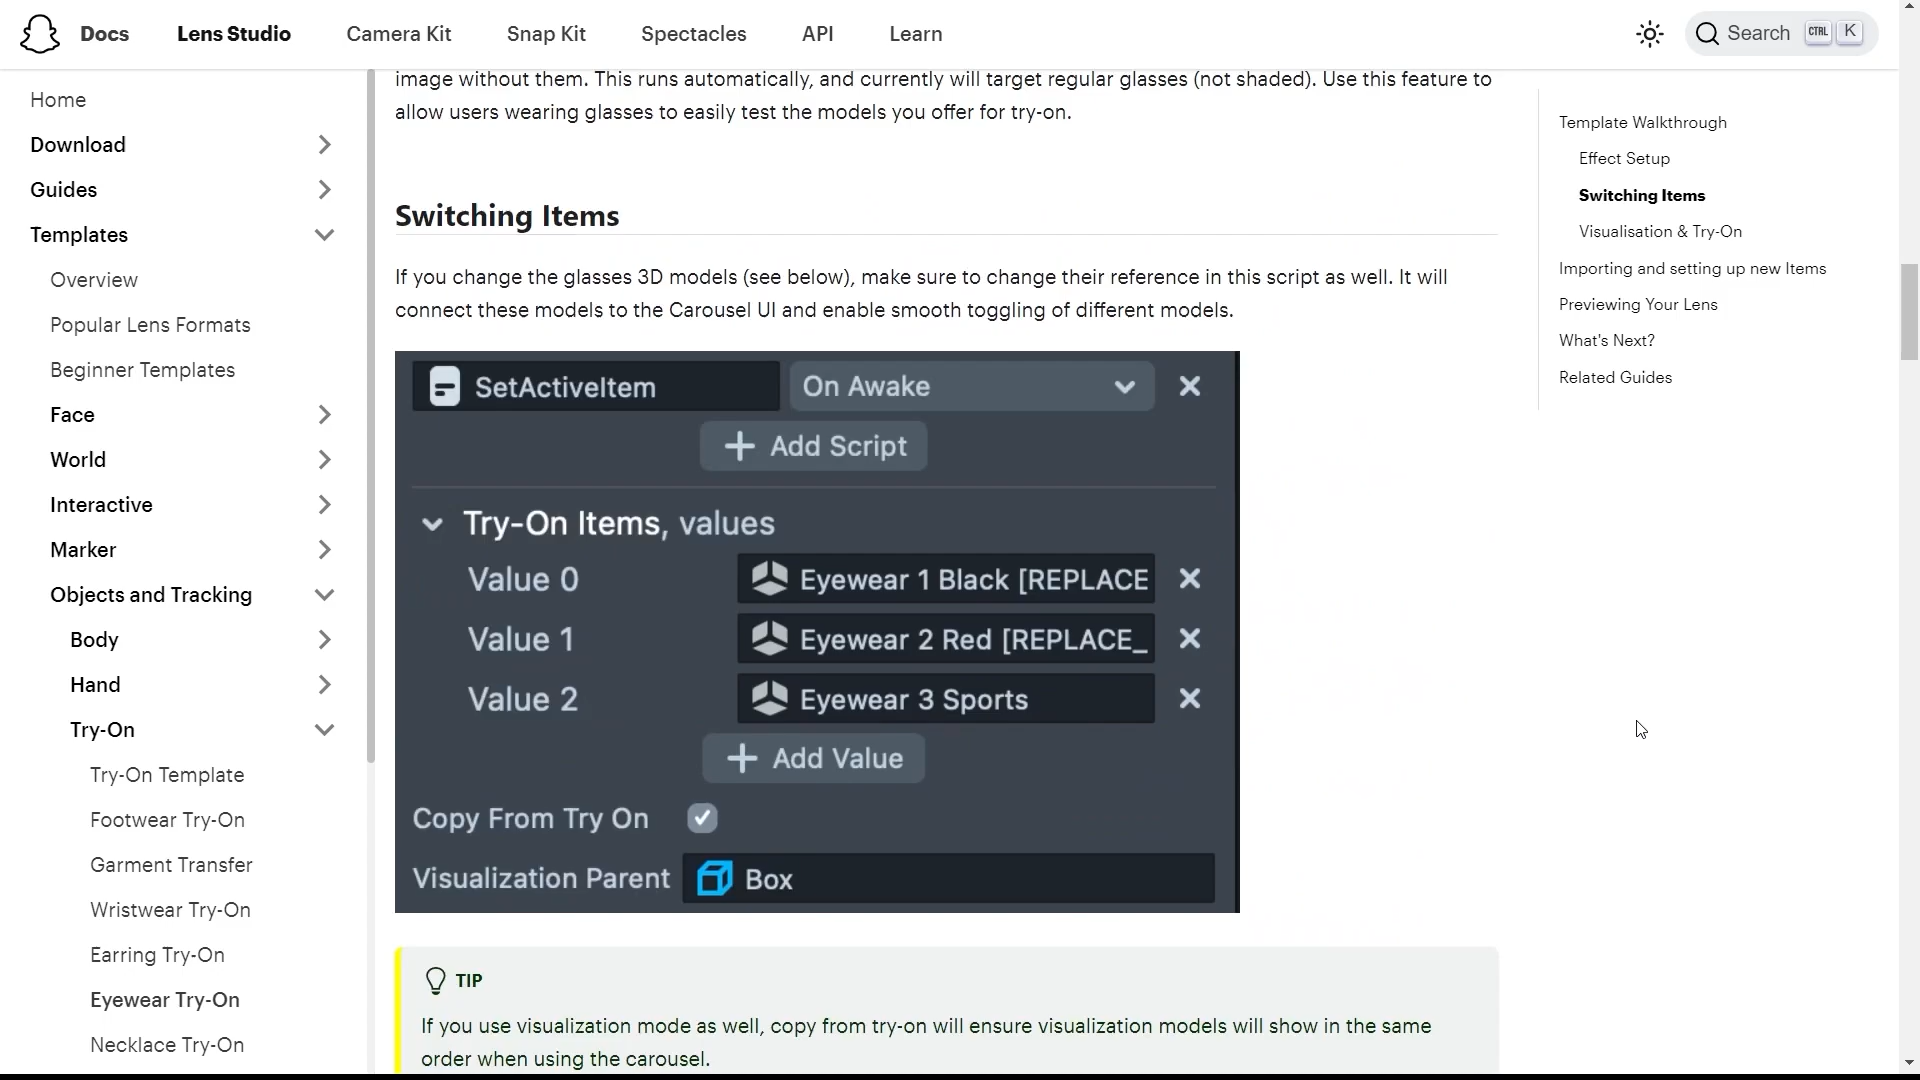 Docs
Lens Studio
Camera Kit
Snap Kit
Spectacles
API
Learn
Search
CTRL
K
Home
Download
Guides
Templates
Overview
Popular Lens Formats
Beginner Templates
Face
World
Interactive
Marker
Objects and Tracking
Body
Hand
Try-On
Try-On Template
Footwear Try-On
Garment Transfer
Wristwear Try-On
Earring Try-On
Eyewear Try-On
Necklace Try-On
image without them. This runs automatically, and currently will target regular glasses (not shaded). Use this feature to
allow users wearing glasses to easily test the models you offer for try-on.
Switching Items
If you change the glasses 3D models (see below), make sure to change their reference in this script as well. It will
connect these models to the Carousel UI and enable smooth toggling of different models.
SetActiveItem
On Awake
Add Script
Try-On Items, values
Value 0
Eyewear 1 Black [REPLACE
Value 1
Eyewear 2 Red [REPLACE_
Value 2
Eyewear 3 Sports
Add Value
Copy From Try On
Visualization Parent
Box
TIP
If you use visualization mode as well, copy from try-on will ensure visualization models will show in the same
order when using the carousel.
Template Walkthrough
Effect Setup
Switching Items
Visualisation & Try-On
Importing and setting up new Items
Previewing Your Lens
What's Next?
Related Guides